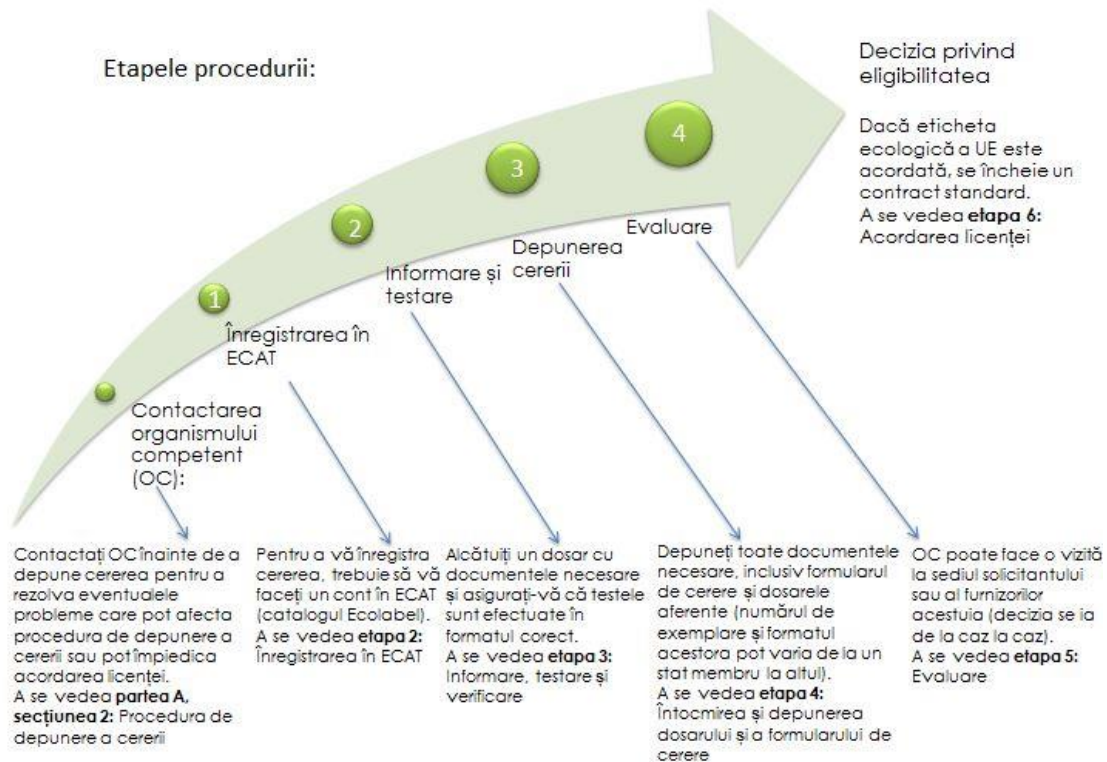 Etapele procedurii:
Decizia privind
eligibilitatea
Dacă eticheta
ecologică a UE este
acordată, se încheie un
contract standard.
A se vedea etapa 6:
Acordarea licenței
4
3
2
1
Evaluare
Depunerea
cererii
Informare și
testare
Înregistrarea în
ECAT
Contactarea
organismului
competent
(OC):
Contactați OC înainte de a
depune cererea pentru a
rezolva eventualele
probleme care pot afecta
procedura de depunere a
cererii sau pot împiedica
acordarea licenței.
A se vedea partea A,
secțiunea 2: Procedura de
depunere a cererii
Pentru a vă înregistra
cererea, trebuie să vă
faceți un cont în ECAT
(catalogul Ecolabel).
A se vedea etapa 2:
Înregistrarea în ECAT
Alcătuiți un dosar cu
documentele necesare
și asigurați-vă că testele
sunt efectuate în
formatul corect.
A se vedea etapa 3:
Informare, testare și
verificare
Depuneți toate documentele
necesare, inclusiv formularul
de cerere și dosarele
aferente (numărul de
exemplare și formatul
acestora pot varia de la un
stat membru la altul).
A se vedea etapa 4:
Întocmirea și depunerea
dosarului și a formularului de
cerere
OC poate face o vizită
la sediul solicitantului
sau al furnizorilor
acestuia (decizia se ia
de la caz la caz).
A se vedea etapa 5:
Evaluare